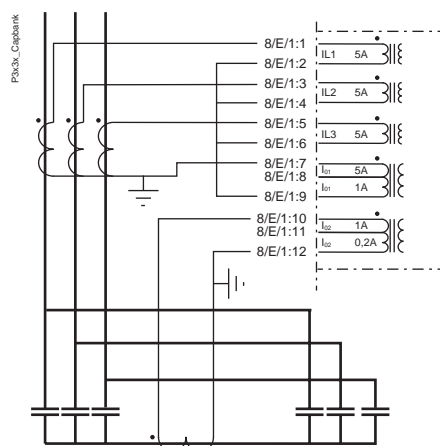 P3x3x_Capbank
8/E/1:1
8/E/1:2
8/E/1:3
8/E/1:4
8/E/1:5
8/E/1:6
8/E/1:7
8/E/1:8
8/E/1:9
8/E/1:10
8/E/1:11
8/E/1:12
IL1 5A
IL2 5A
IL3 5A
I01 5A
I01 1A
I02 1A
I02 0,2A